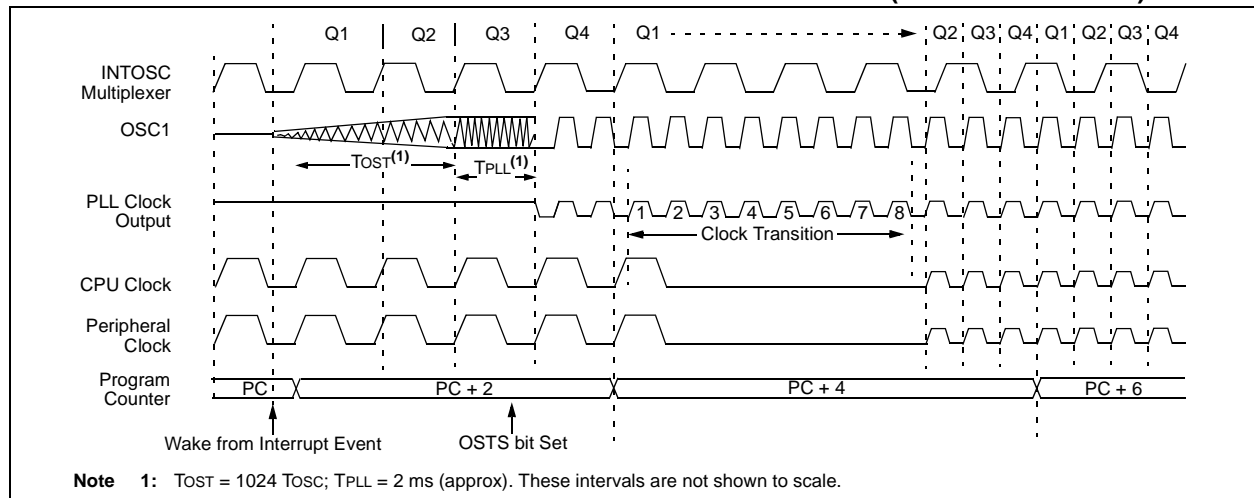 Q1 Q2 Q3 Q4 Q1 Q2 Q3 Q4 Q1 Q2 Q3 Q4
INTOSC
Multiplexer
OSC1
TOST(1)
TPLL(1)
PLL Clock
Output
1 2 3 4 5 6 7 8
Clock Transition
CPU Clock
Peripheral
Clock
Program
Counter
PC PC + 2 PC + 4 PC + 6
Wake from Interrupt Event OSTS bit Set
Note 1: TOST = 1024 TOSC; TPLL = 2 ms (approx). These intervals are not shown to scale.